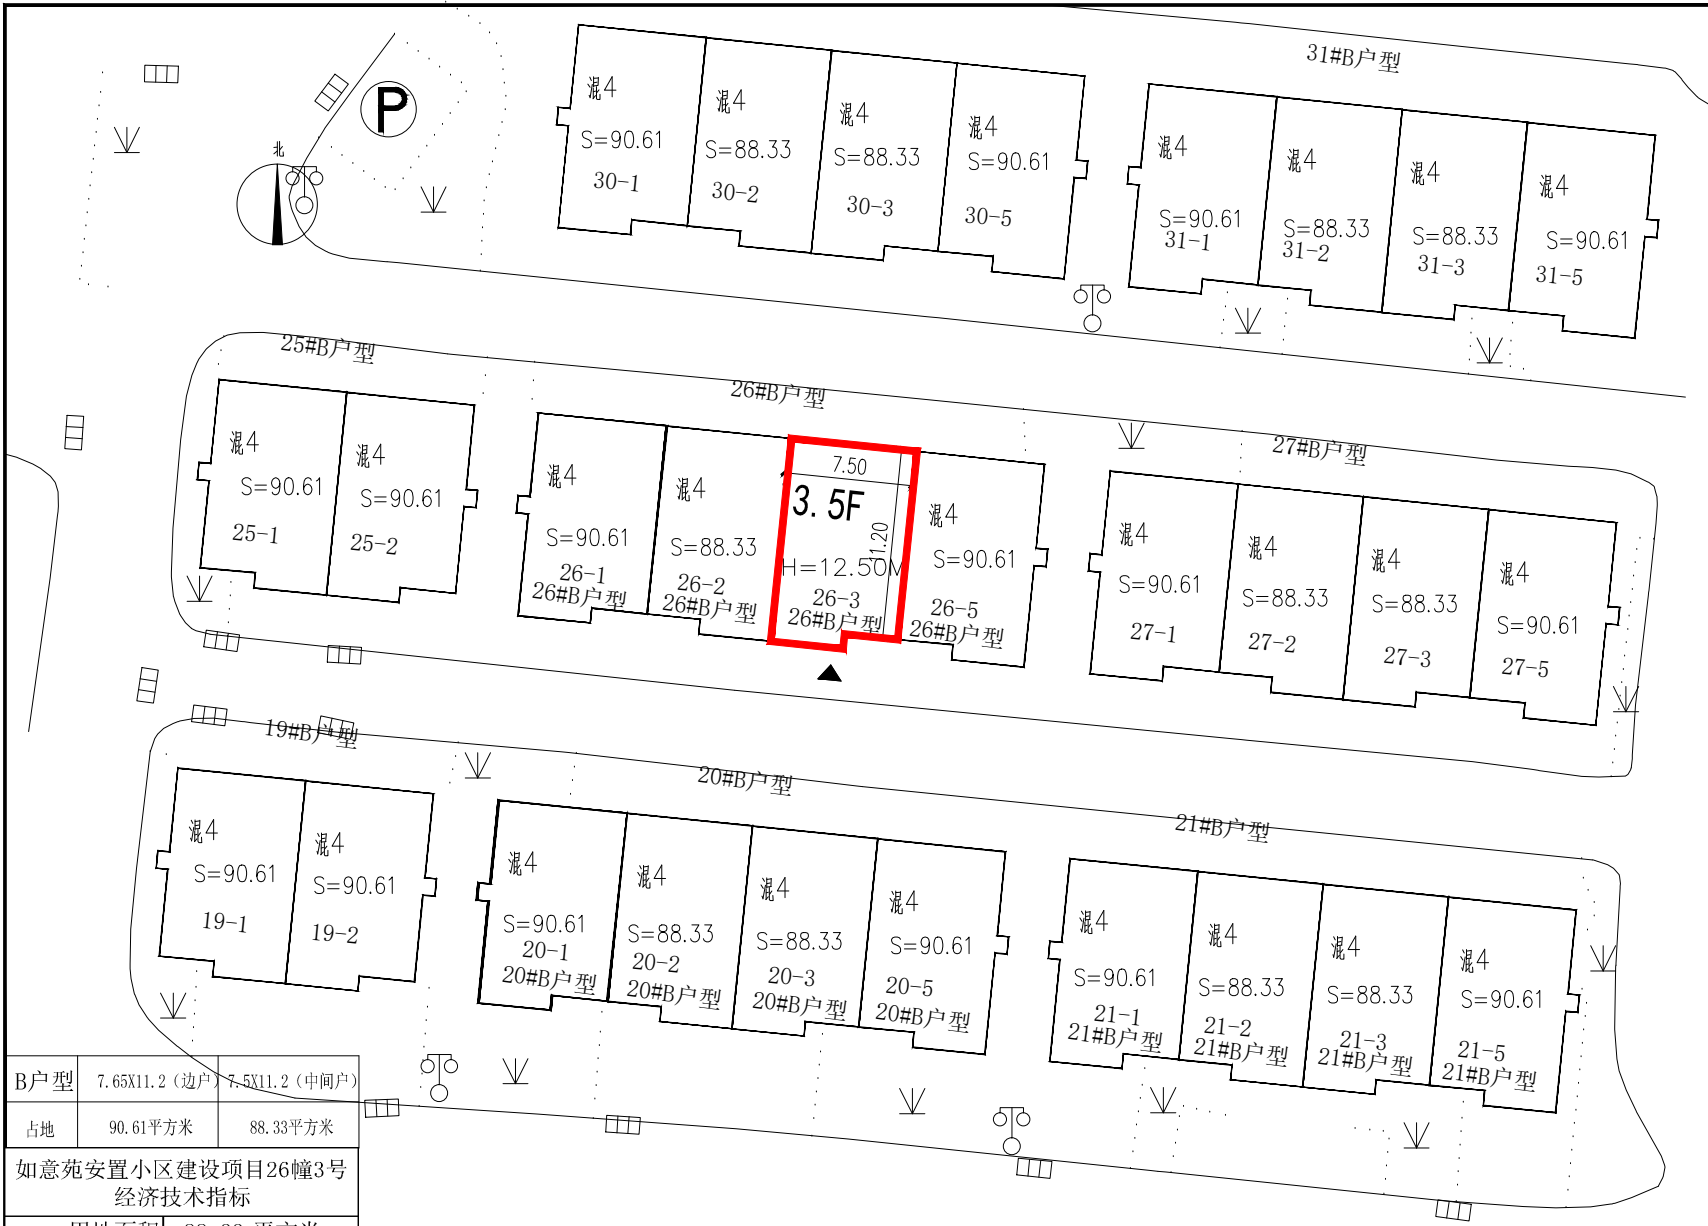 31#B户型
P
北
混4
S=90.61
30-1
混4
S=88.33
30-2
混4
S=88.33
30-3
混4
S=90.61
30-5
混4
S=90.61
31-1
混4
S=88.33
31-2
混4
S=88.33
31-3
混4
S=90.61
31-5
25#B户型
26#B户型
27#B户型
混4
S=90.61
25-1
混4
S=90.61
25-2
混4
S=90.61
26-1
26#B户型
混4
S=88.33
26-2
26#B户型
7.50
3.5F
11.20
H=12.50M
26-3
26#B户型
混4
S=90.61
26-5
26#B户型
混4
S=90.61
27-1
混4
S=88.33
27-2
混4
S=88.33
27-3
混4
S=90.61
27-5
19#B户型
20#B户型
21#B户型
混4
S=90.61
19-1
混4
S=90.61
19-2
混4
S=90.61
20-1
20#B户型
混4
S=88.33
20-2
20#B户型
混4
S=88.33
20-3
20#B户型
混4
S=90.61
20-5
20#B户型
混4
S=90.61
21-1
21#B户型
混4
S=88.33
21-2
21#B户型
混4
S=88.33
21-3
21#B户型
混4
S=90.61
21-5
21#B户型
B户型 7.65X11.2（边户） 7.5X11.2（中间户）
占地 90.61平方米 88.33平方米
如意苑安置小区建设项目26幢3号
经济技术指标